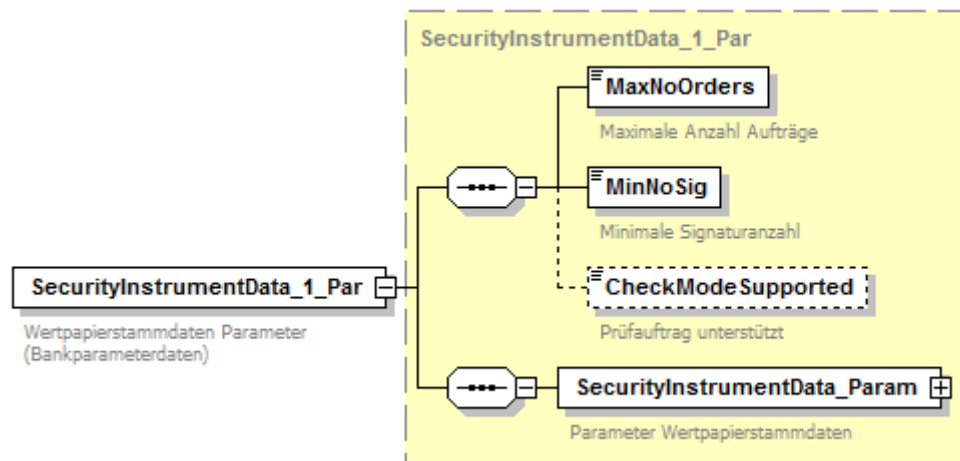 SecurityInstrumentData_1_Par
MaxNoOrders
Maximale Anzahl Aufträge
MinNoSig
Minimale Signaturanzahl
SecurityInstrumentData_1_Par
Wertpapierstammdaten Parameter
(Bankparameterdaten)
CheckModeSupported
Prüfauftrag unterstützt
SecurityInstrumentData_Param
Parameter Wertpapierstammdaten